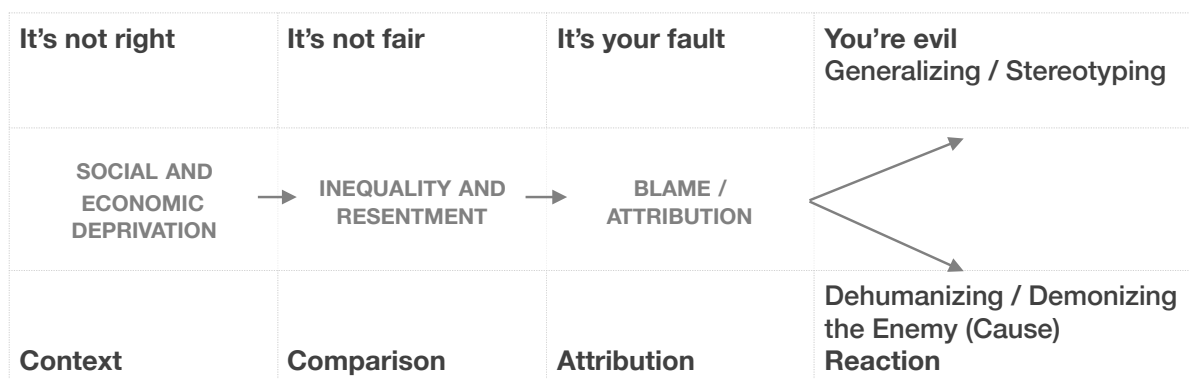 It’s not right
It’s not fair
It’s your fault
You’re evil
Generalizing / Stereotyping
SOCIAL AND
ECONOMIC
DEPRIVATION
INEQUALITY AND
RESENTMENT
BLAME /
ATTRIBUTION
Dehumanizing / Demonizing
the Enemy (Cause)
Context
Comparison
Attribution
Reaction